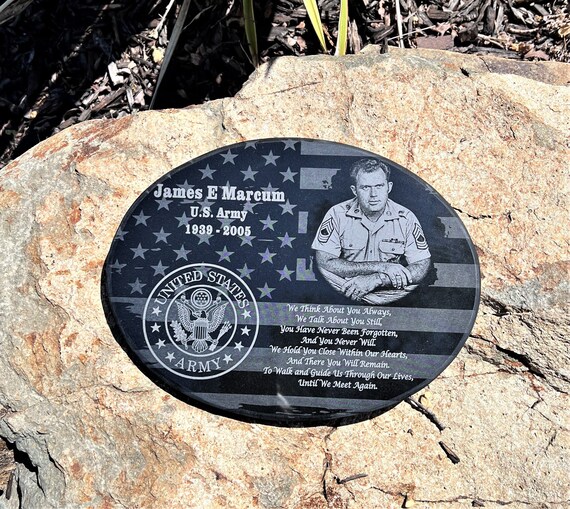 James E Marcum
U.S. Army
1939 - 2005
UNITED STATES
ARMY
We Think About You Always,
We Talk About You Still,
You Have Never Been Forgotten,
And You Never Will.
We Hold You Close Within Our Hearts,
And There You Will Remain.
To Walk and Guide Us Through Our Lives,
Until We Meet Again.